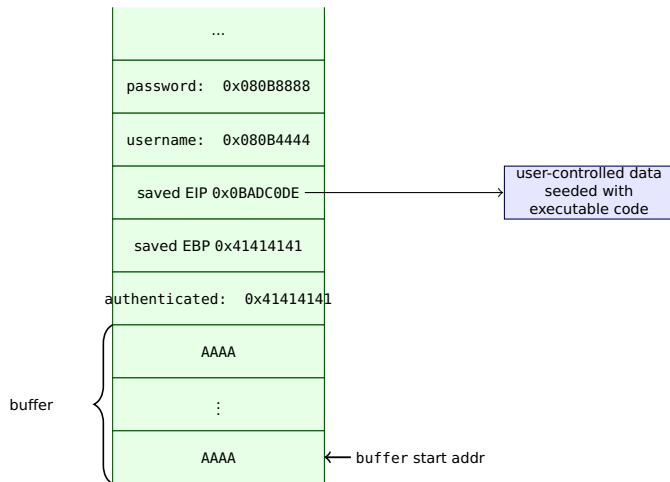 ...
password: 0x080B8888
username: 0x080B4444
saved EIP 0x0BADC0DE
user-controlled data
seeded with
executable code
saved EBP 0x41414141
authenticated: 0x41414141
AAAA
buffer
⋮
AAAA
buffer start addr